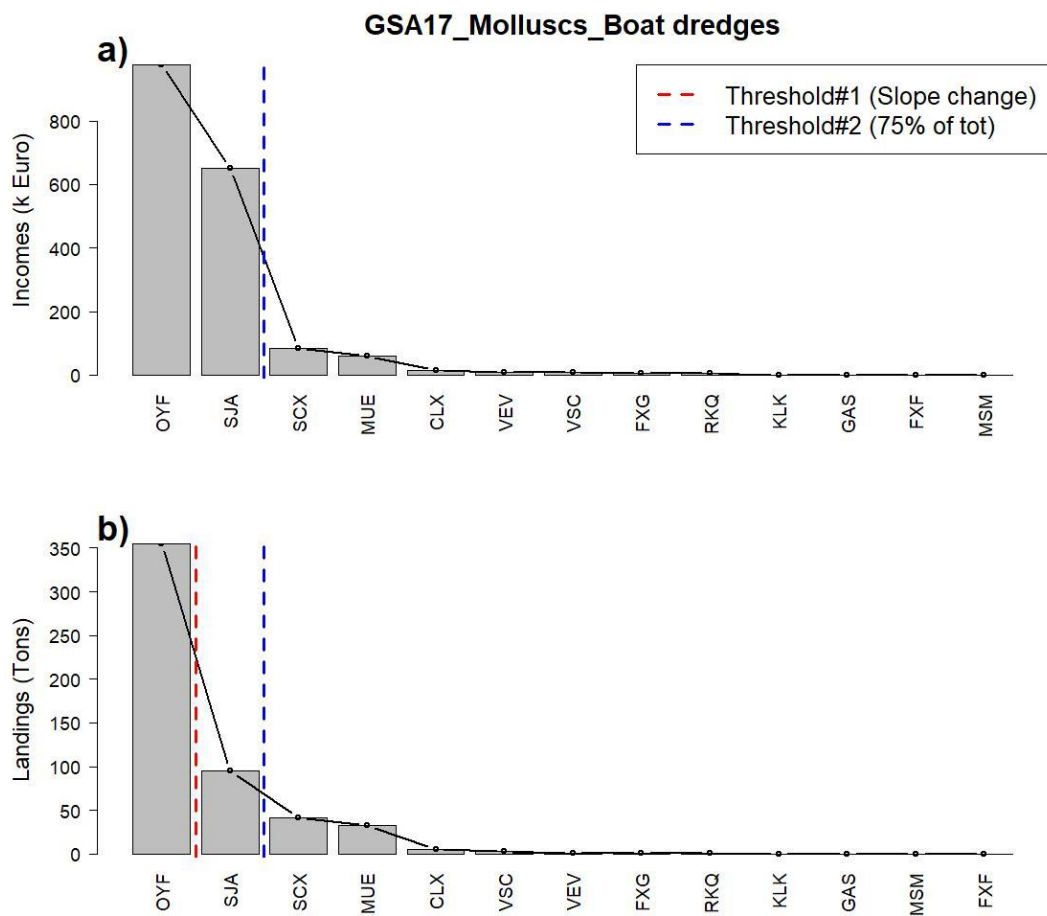 GSA17_Molluscs_Boat dredges
a)
Threshold#1 (Slope change)
Threshold#2 (75% of tot)
Incomes (k Euro)
800
600
400
200
0
OYF SJA SCX MUE CLX VEV VSC FXG RKQ KLK GAS FXF MSM
b)
Landings (Tons)
350
300
250
200
150
100
50
0
OYF SJA SCX MUE CLX VSC VEV FXG RKQ KLK GAS MSM FXF